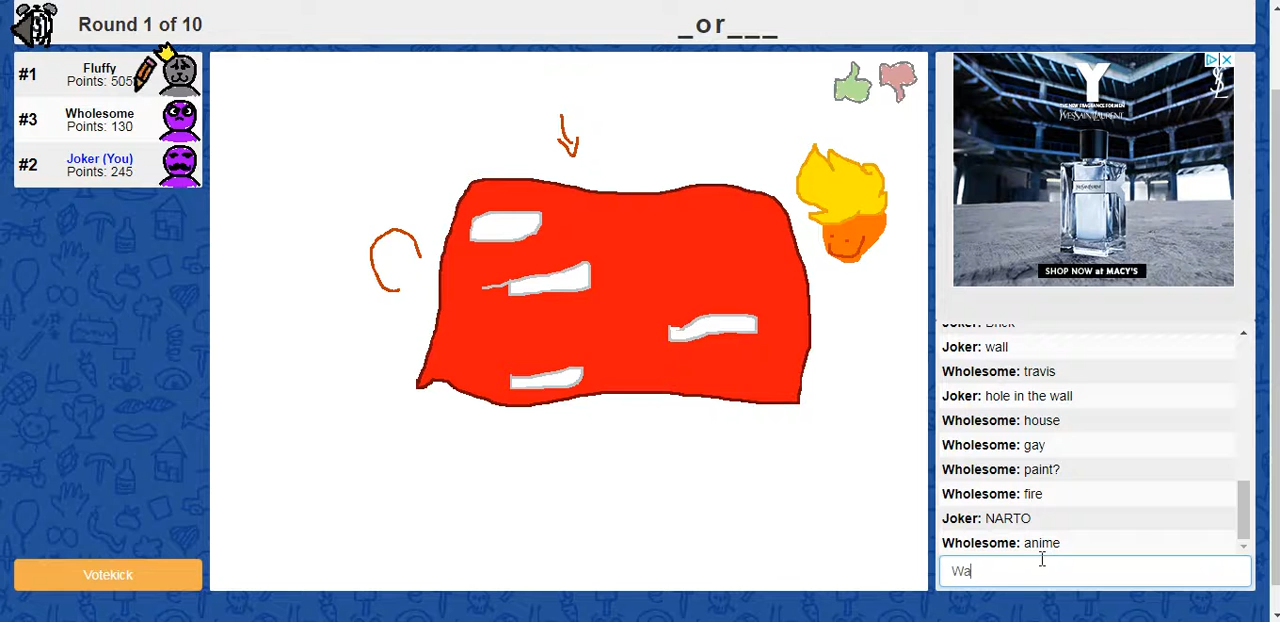 Round 1 of 10
_or___
#1
Fluffy
Points: 505
#3
Wholesome
Points: 130
#2
Joker (You)
Points: 245
Votekick
Y
YVES SAINT LAURENT
SHOP NOW at MACY'S
Joker: Brick
Joker: wall
Wholesome: travis
Joker: hole in the wall
Wholesome: house
Wholesome: gay
Wholesome: paint?
Wholesome: fire
Joker: NARTO
Wholesome: anime
Wa